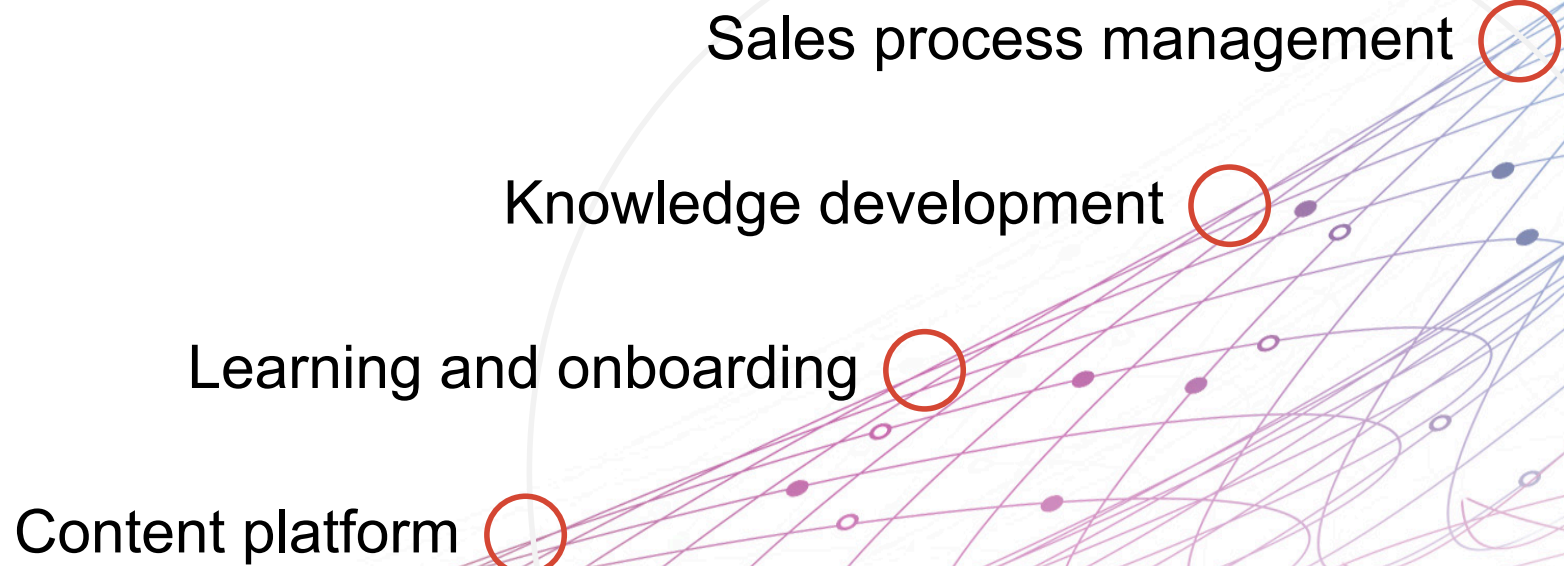 Sales process management
Knowledge development
Learning and onboarding
Content platform